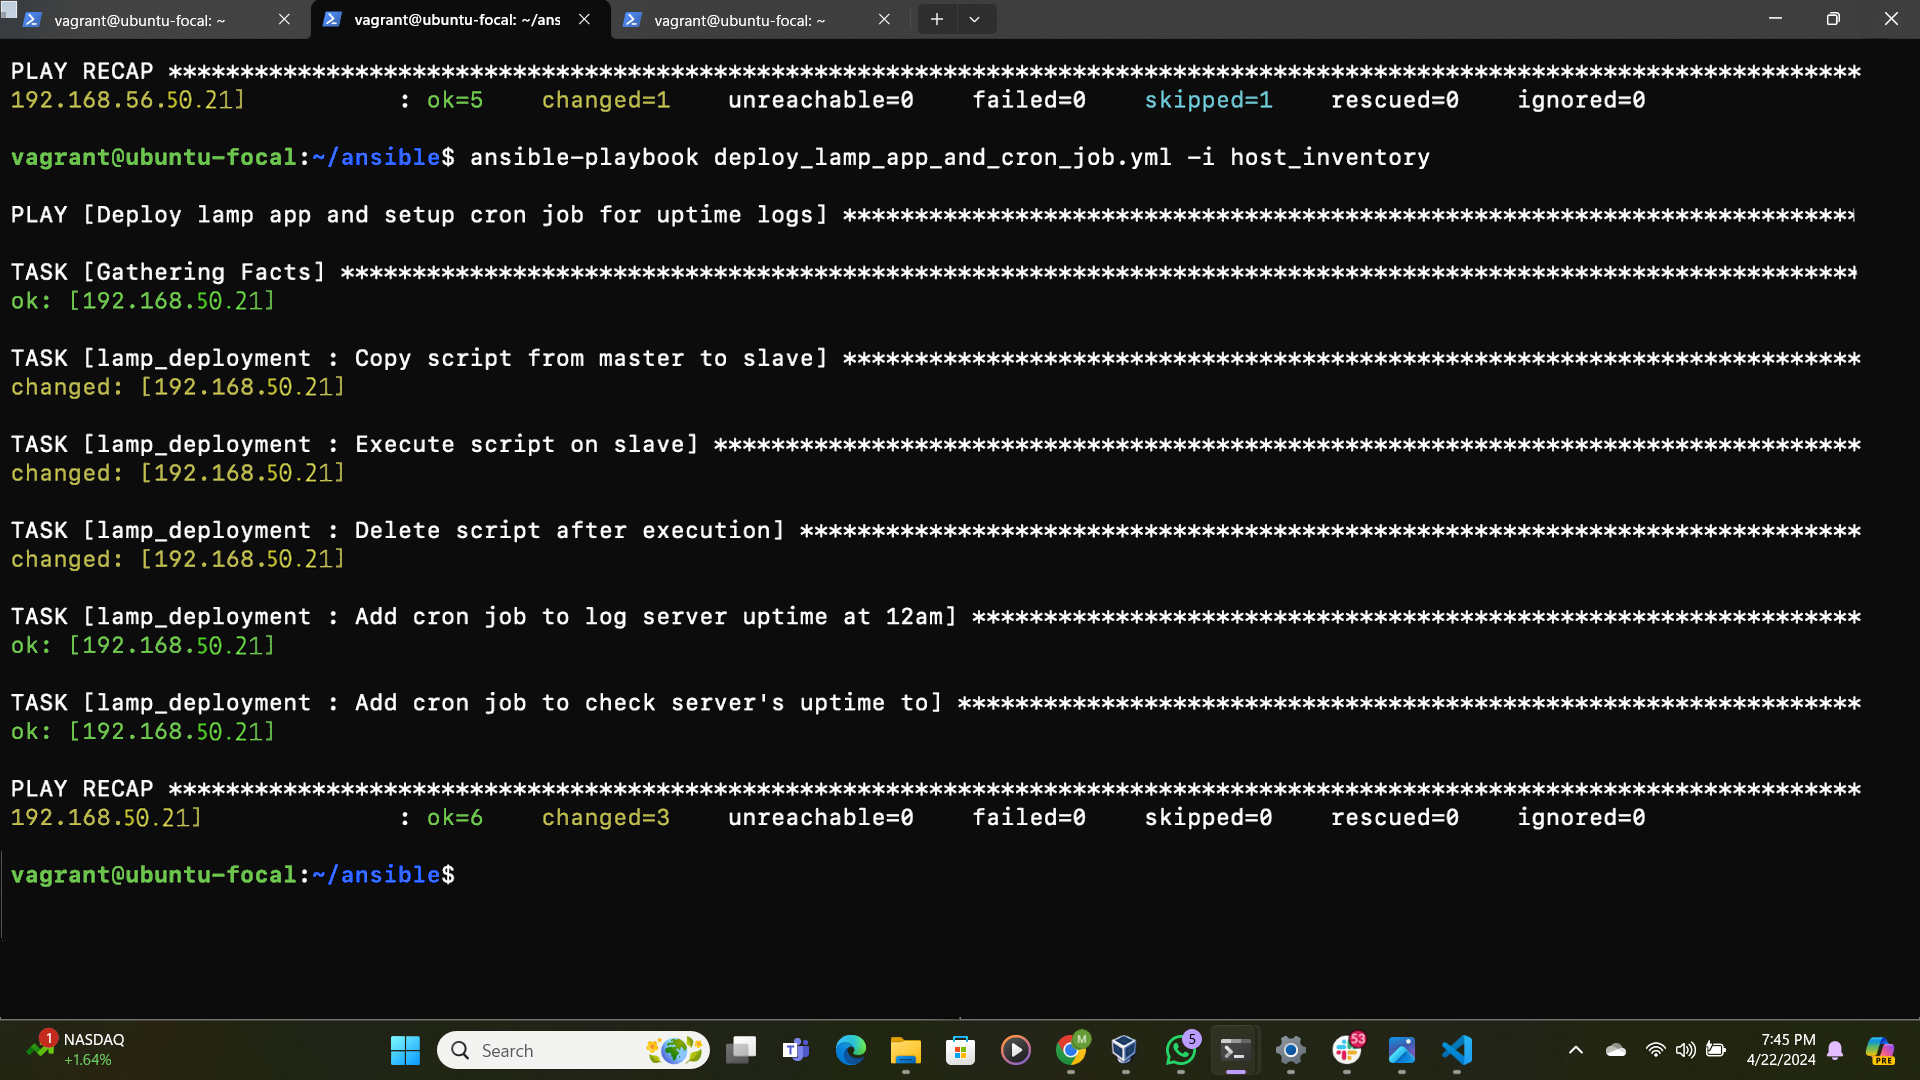 vagrant@ubuntu-focal: ~
vagrant@ubuntu-focal: ~/ans
vagrant@ubuntu-focal: ~
PLAY RECAP **********************************************************************************************************************
192.168.56.50.21] : ok=5 changed=1 unreachable=0 failed=0 skipped=1 rescued=0 ignored=0
vagrant@ubuntu-focal:~/ansible$ ansible-playbook deploy_lamp_app_and_cron_job.yml -i host_inventory
PLAY [Deploy lamp app and setup cron job for uptime logs] ***********************************************************************
TASK [Gathering Facts] **********************************************************************************************************
ok: [192.168.50.21]
TASK [lamp_deployment : Copy script from master to slave] ***********************************************************************
changed: [192.168.50.21]
TASK [lamp_deployment : Execute script on slave] ********************************************************************************
changed: [192.168.50.21]
TASK [lamp_deployment : Delete script after execution] **************************************************************************
changed: [192.168.50.21]
TASK [lamp_deployment : Add cron job to log server uptime at 12am] **************************************************************
ok: [192.168.50.21]
TASK [lamp_deployment : Add cron job to check server's uptime to] ***************************************************************
ok: [192.168.50.21]
PLAY RECAP **********************************************************************************************************************
192.168.50.21] : ok=6 changed=3 unreachable=0 failed=0 skipped=0 rescued=0 ignored=0
vagrant@ubuntu-focal:~/ansible$
1
NASDAQ
+1.64%
Search
M
5
53
7:45 PM
4/22/2024
PRE